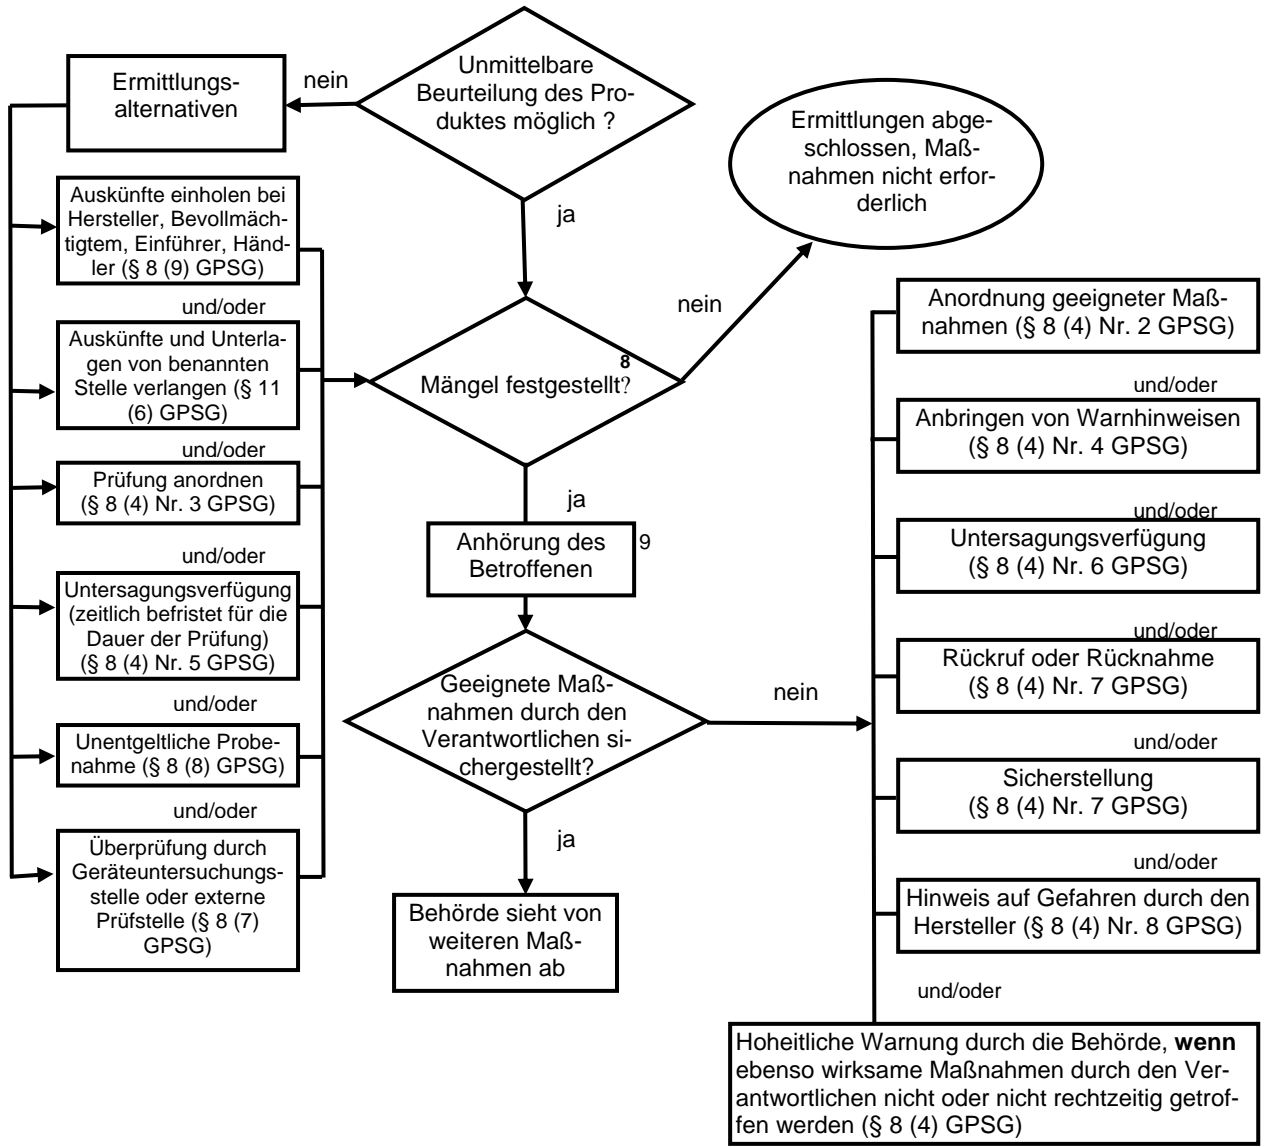 Unmittelbare
Beurteilung des Pro-
duktes möglich ?
nein
Ermittlungs-
alternativen
ja
Ermittlungen abge-
schlossen, Maß-
nahmen nicht erfor-
derlich
Auskünfte einholen bei
Hersteller, Bevollmäch-
tigtem, Einführer, Händ-
ler (§ 8 (9) GPSG)
und/oder
Auskünfte und Unterla-
gen von benannten
Stelle verlangen (§ 11
(6) GPSG)
und/oder
Prüfung anordnen
(§ 8 (4) Nr. 3 GPSG)
und/oder
Untersagungsverfügung
(zeitlich befristet für die
Dauer der Prüfung)
(§ 8 (4) Nr. 5 GPSG)
und/oder
Unentgeltliche Probe-
nahme (§ 8 (8) GPSG)
und/oder
Überprüfung durch
Geräteuntersuchungs-
stelle oder externe
Prüfstelle (§ 8 (7)
GPSG)
8
Mängel festgestellt?
nein
ja
Anhörung des
Betroffenen
9
Geeignete Maß-
nahmen durch den
Verantwortlichen si-
chergestellt?
nein
ja
Behörde sieht von
weiteren Maß-
nahmen ab
Anordnung geeigneter Maß-
nahmen (§ 8 (4) Nr. 2 GPSG)
und/oder
Anbringen von Warnhinweisen
(§ 8 (4) Nr. 4 GPSG)
und/oder
Untersagungsverfügung
(§ 8 (4) Nr. 6 GPSG)
und/oder
Rückruf oder Rücknahme
(§ 8 (4) Nr. 7 GPSG)
und/oder
Sicherstellung
(§ 8 (4) Nr. 7 GPSG)
und/oder
Hinweis auf Gefahren durch den
Hersteller (§ 8 (4) Nr. 8 GPSG)
und/oder
Hoheitliche Warnung durch die Behörde, wenn
ebenso wirksame Maßnahmen durch den Ver-
antwortlichen nicht oder nicht rechtzeitig getrof-
fen werden (§ 8 (4) GPSG)